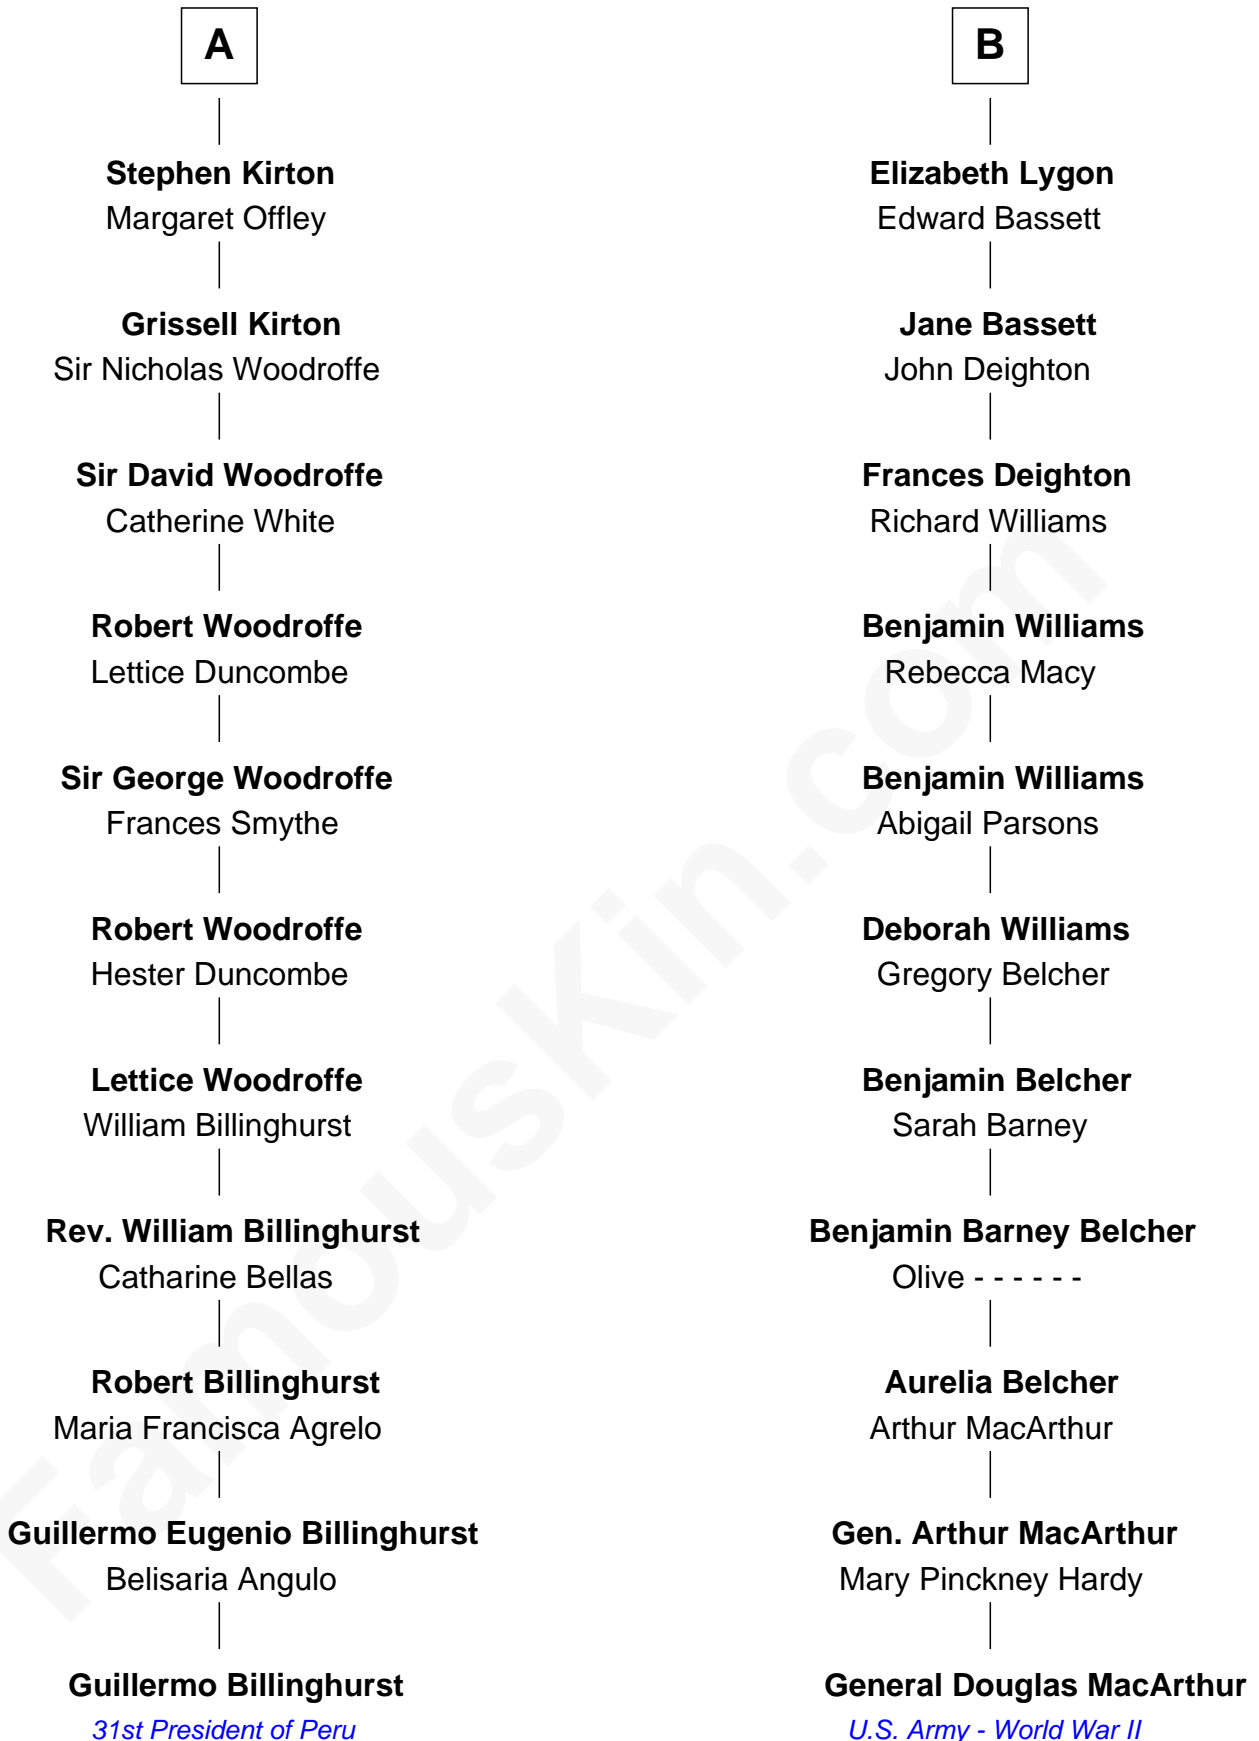 A
Stephen Kirton
Margaret Offley
Grissell Kirton
Sir Nicholas Woodroffe
Sir David Woodroffe
Catherine White
Robert Woodroffe
Lettice Duncombe
Sir George Woodroffe
Frances Smythe
Robert Woodroffe
Hester Duncombe
Lettice Woodroffe
William Billinghurst
Rev. William Billinghurst
Catharine Bellas
Robert Billinghurst
Maria Francisca Agrelo
Guillermo Eugenio Billinghurst
Belisaria Angulo
Guillermo Billinghurst
31st President of Peru
B
Elizabeth Lygon
Edward Bassett
Jane Bassett
John Deighton
Frances Deighton
Richard Williams
Benjamin Williams
Rebecca Macy
Benjamin Williams
Abigail Parsons
Deborah Williams
Gregory Belcher
Benjamin Belcher
Sarah Barney
Benjamin Barney Belcher
Olive - - - - - -
Aurelia Belcher
Arthur MacArthur
Gen. Arthur MacArthur
Mary Pinckney Hardy
General Douglas MacArthur
U.S. Army - World War II
FamousKin.com